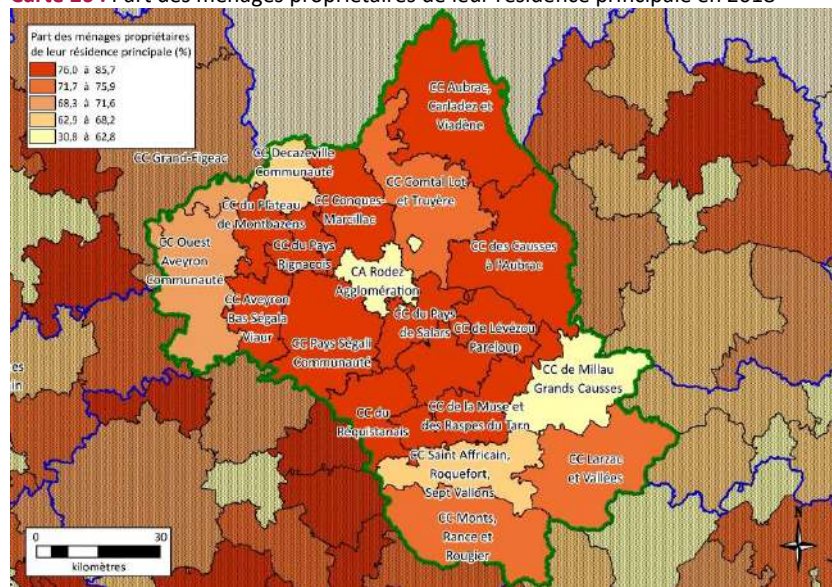 Carte 204 : Part des ménages propriétaires de leur résidence principale en 2018
Part des ménages propriétaires
de leur résidence principale (%)
76,0 à 85,7
71,7 à 75,9
68,3 à 71,6
62,9 à 68,2
30,8 à 62,8
CC Aubrac,
Carladez et
Viadène
CC Grand-Figeac
CC Decazeville
Communauté
CC Comtal Lot
et Truyère
CC du Plateau
de Montbazens
CC Conques-
Marcillac
CC Ouest
Aveyron
Communauté
CC du Pays
Rignacois
CC des Causses
à l'Aubrac
CA Rodez
Agglomération
CC Aveyron
Bas Ségala
Viaur
CC du Pays
de Salars
CC de Lévézou
Pareloup
CC Pays Ségali
Communauté
CC de Millau
Grands Causses
CC du
Réquistanais
CC de la Muse et
des Raspes du Tarn
CC Saint Affricain,
Roquefort,
Sept Vallons
CC Larzac
et Vallées
CC Monts,
Rance et
Rougier
N
0 30
kilomètres